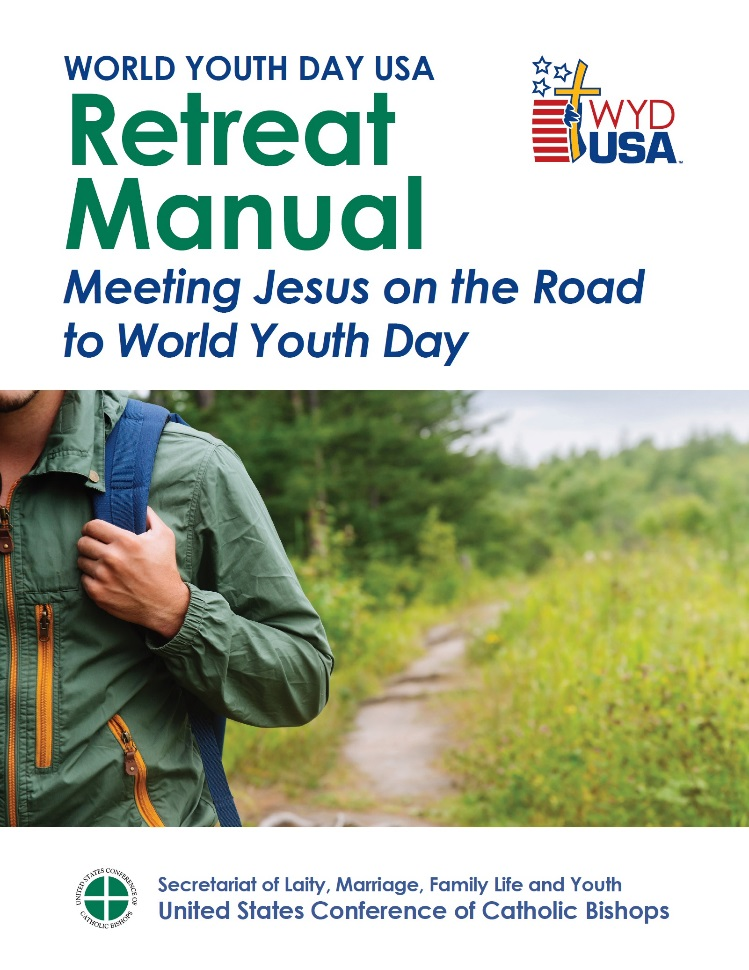 WORLD YOUTH DAY USA
Retreat
Manual
Meeting Jesus on the Road
to World Youth Day
WYD
USA™
UNITED STATES CONFERENCE OF
CATHOLIC BISHOPS
Secretariat of Laity, Marriage, Family Life and Youth
United States Conference of Catholic Bishops